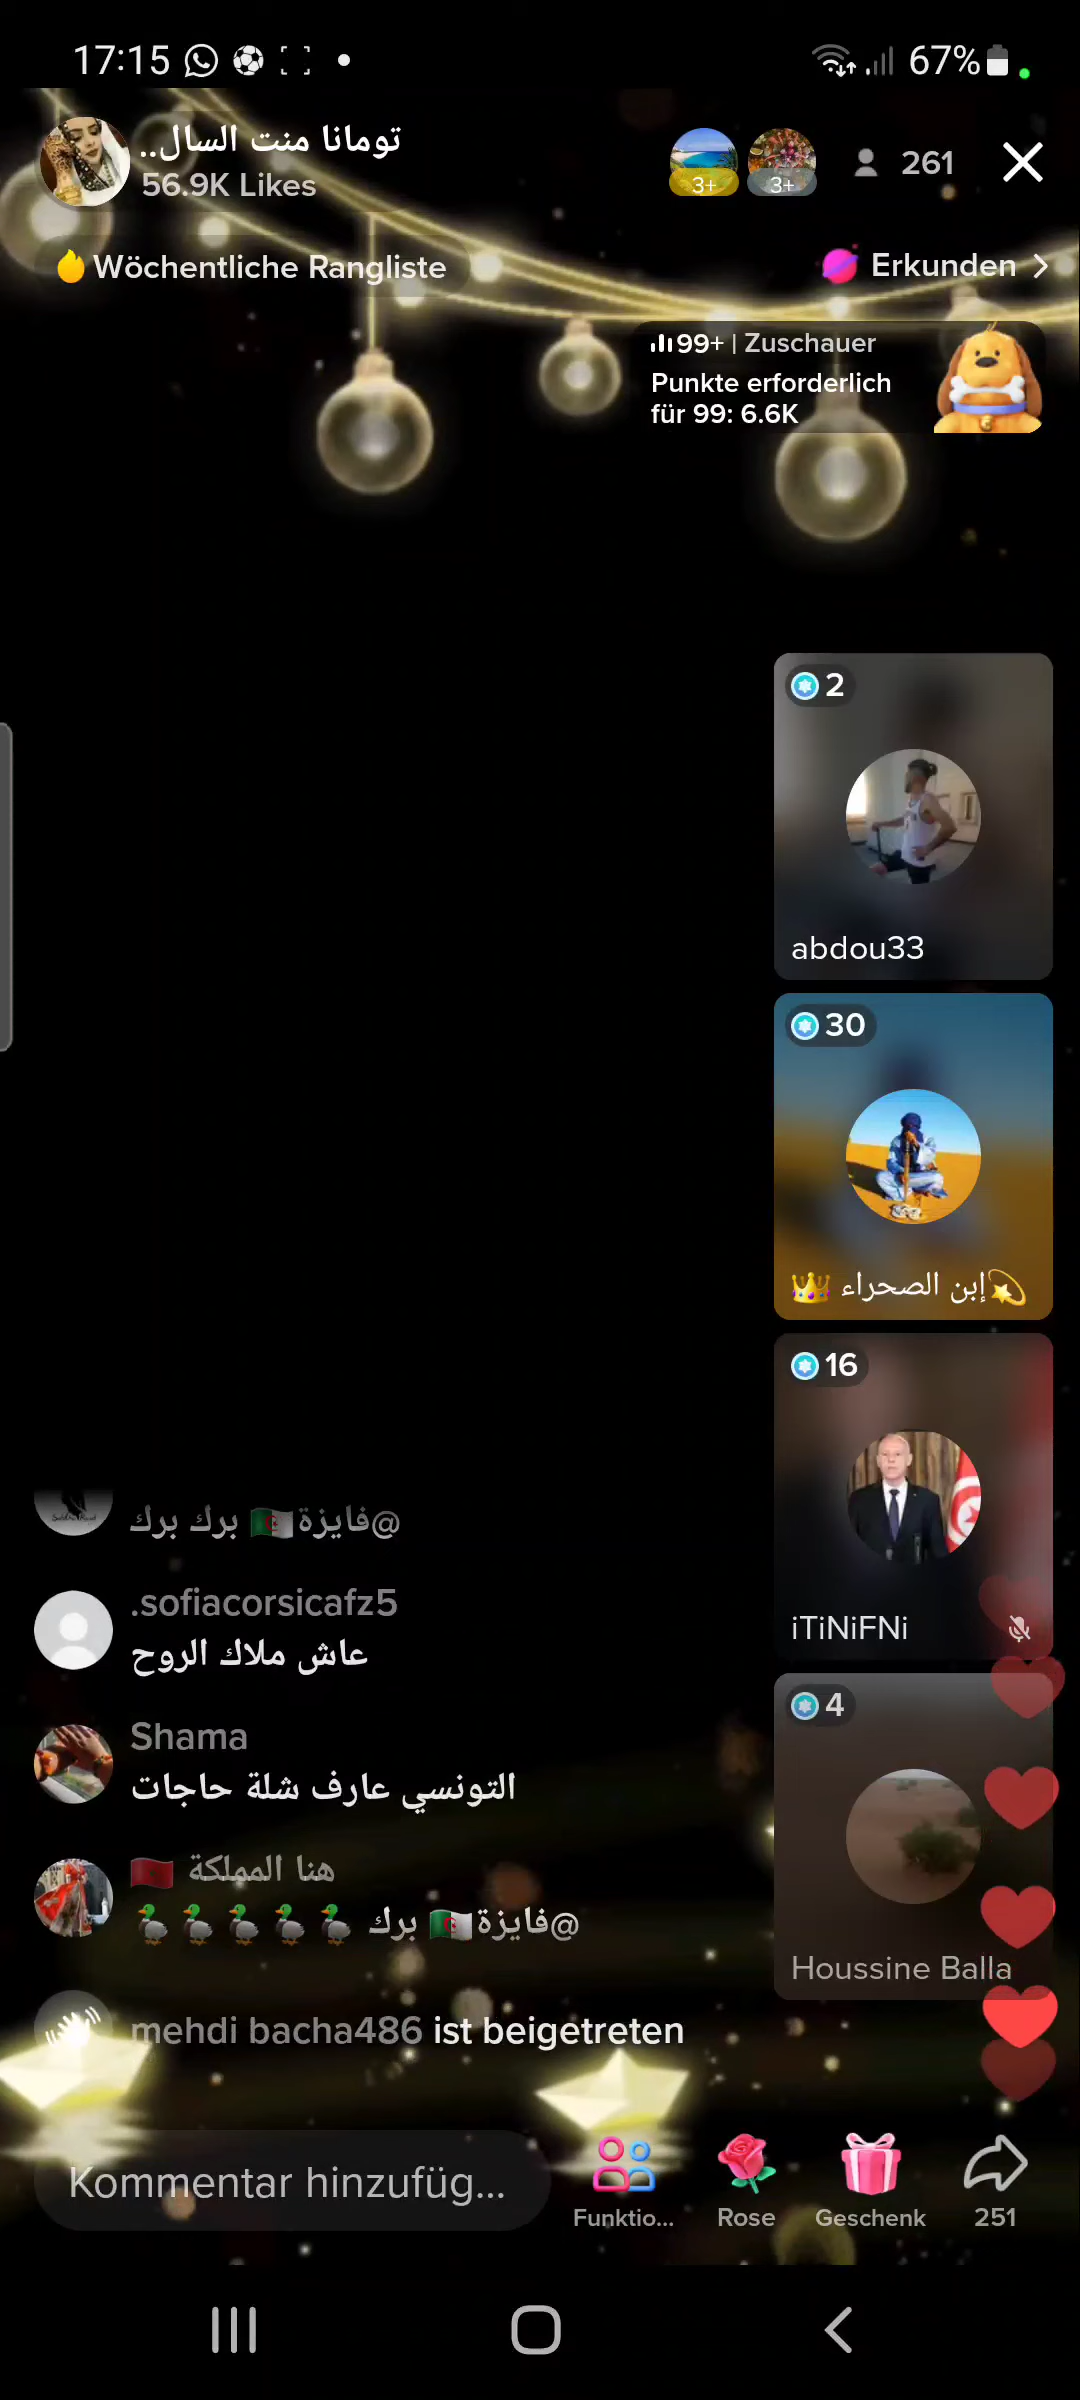 17:15
67%
تومانا منت السال..
56.9K Likes
3+
3+
261
Wöchentliche Rangliste
Erkunden
99+ | Zuschauer
Punkte erforderlich
für 99: 6.6K
2
abdou33
30
إبن الصحراء
16
iTiNiFNi
4
Houssine Balla
@فايزة🇩🇿 برك برك
.sofiacorsicafz5
عاش ملاك الروح
Shama
التونسي عارف شلة حاجات
هنا المملكة 🇲🇦
@فايزة🇩🇿 برك 🦆🦆🦆🦆🦆
mehdi bacha486 ist beigetreten
Kommentar hinzufüg...
Funktio...
Rose
Geschenk
251